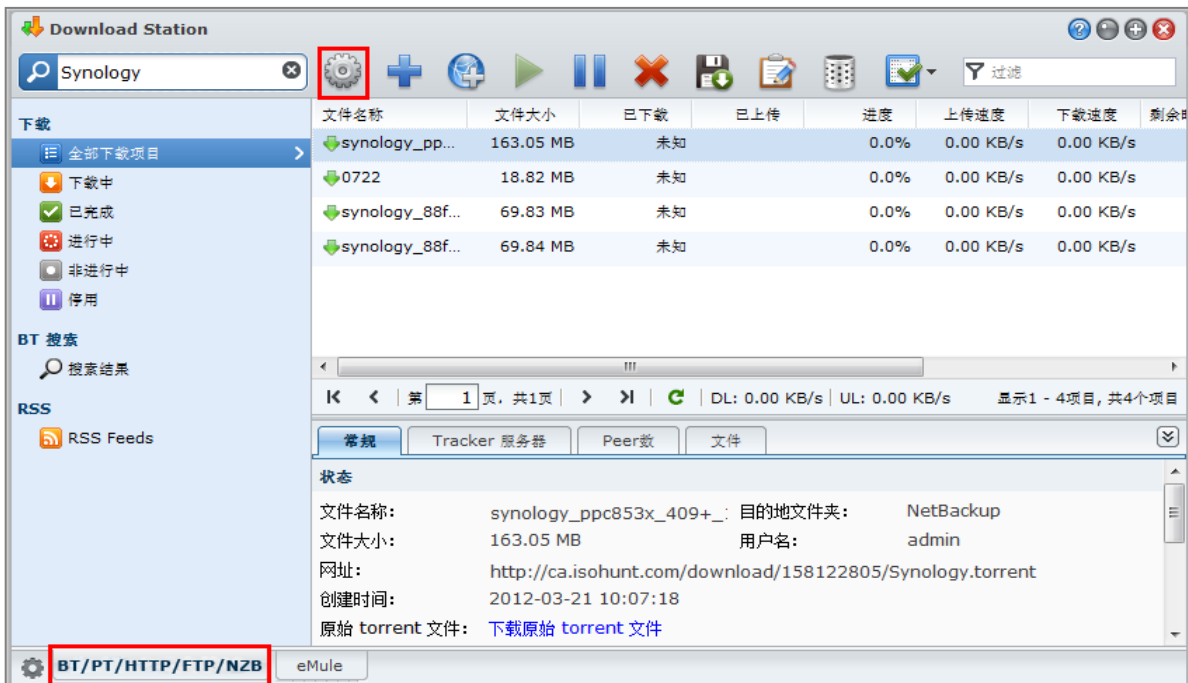 Download Station
Synology
过滤
下载
全部下载项目
下载中
已完成
进行中
非进行中
停用
BT 搜索
搜索结果
RSS
RSS Feeds
文件名称 文件大小 已下载 已上传 进度 上传速度 下载速度 剩余
synology_pp... 163.05 MB 未知 0.0% 0.00 KB/s 0.00 KB/s
0722 18.82 MB 未知 0.0% 0.00 KB/s 0.00 KB/s
synology_88f... 69.83 MB 未知 0.0% 0.00 KB/s 0.00 KB/s
synology_88f... 69.84 MB 未知 0.0% 0.00 KB/s 0.00 KB/s
第 1 页，共1页 DL: 0.00 KB/s UL: 0.00 KB/s 显示1 - 4项目, 共4个项目
常规 Tracker 服务器 Peer数 文件
状态
文件名称: synology_ppc853x_409+_ 目的地文件夹: NetBackup
文件大小: 163.05 MB 用户名: admin
网址: http://ca.isohunt.com/download/158122805/Synology.torrent
创建时间: 2012-03-21 10:07:18
原始 torrent 文件: 下载原始 torrent 文件
BT/PT/HTTP/FTP/NZB eMule